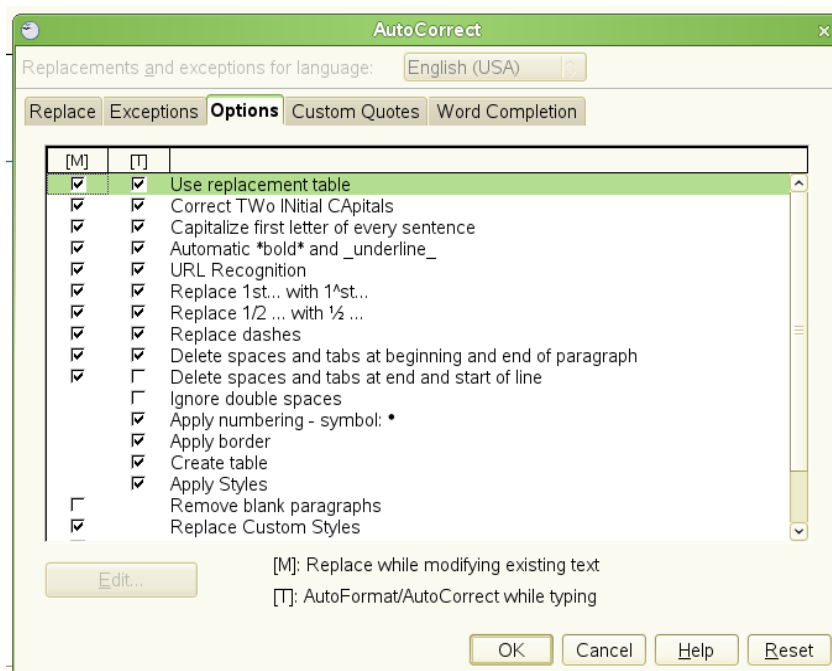 AutoCorrect
Replacements and exceptions for language: English (USA)
Replace Exceptions Options Custom Quotes Word Completion
[M] [T]
Use replacement table
Correct TWo INitial CApitals
Capitalize first letter of every sentence
Automatic *bold* and _underline_
URL Recognition
Replace 1st... with 1^st...
Replace 1/2 ... with ½ ...
Replace dashes
Delete spaces and tabs at beginning and end of paragraph
Delete spaces and tabs at end and start of line
Ignore double spaces
Apply numbering - symbol: •
Apply border
Create table
Apply Styles
Remove blank paragraphs
Replace Custom Styles
Edit... [M]: Replace while modifying existing text
[T]: AutoFormat/AutoCorrect while typing
OK Cancel Help Reset